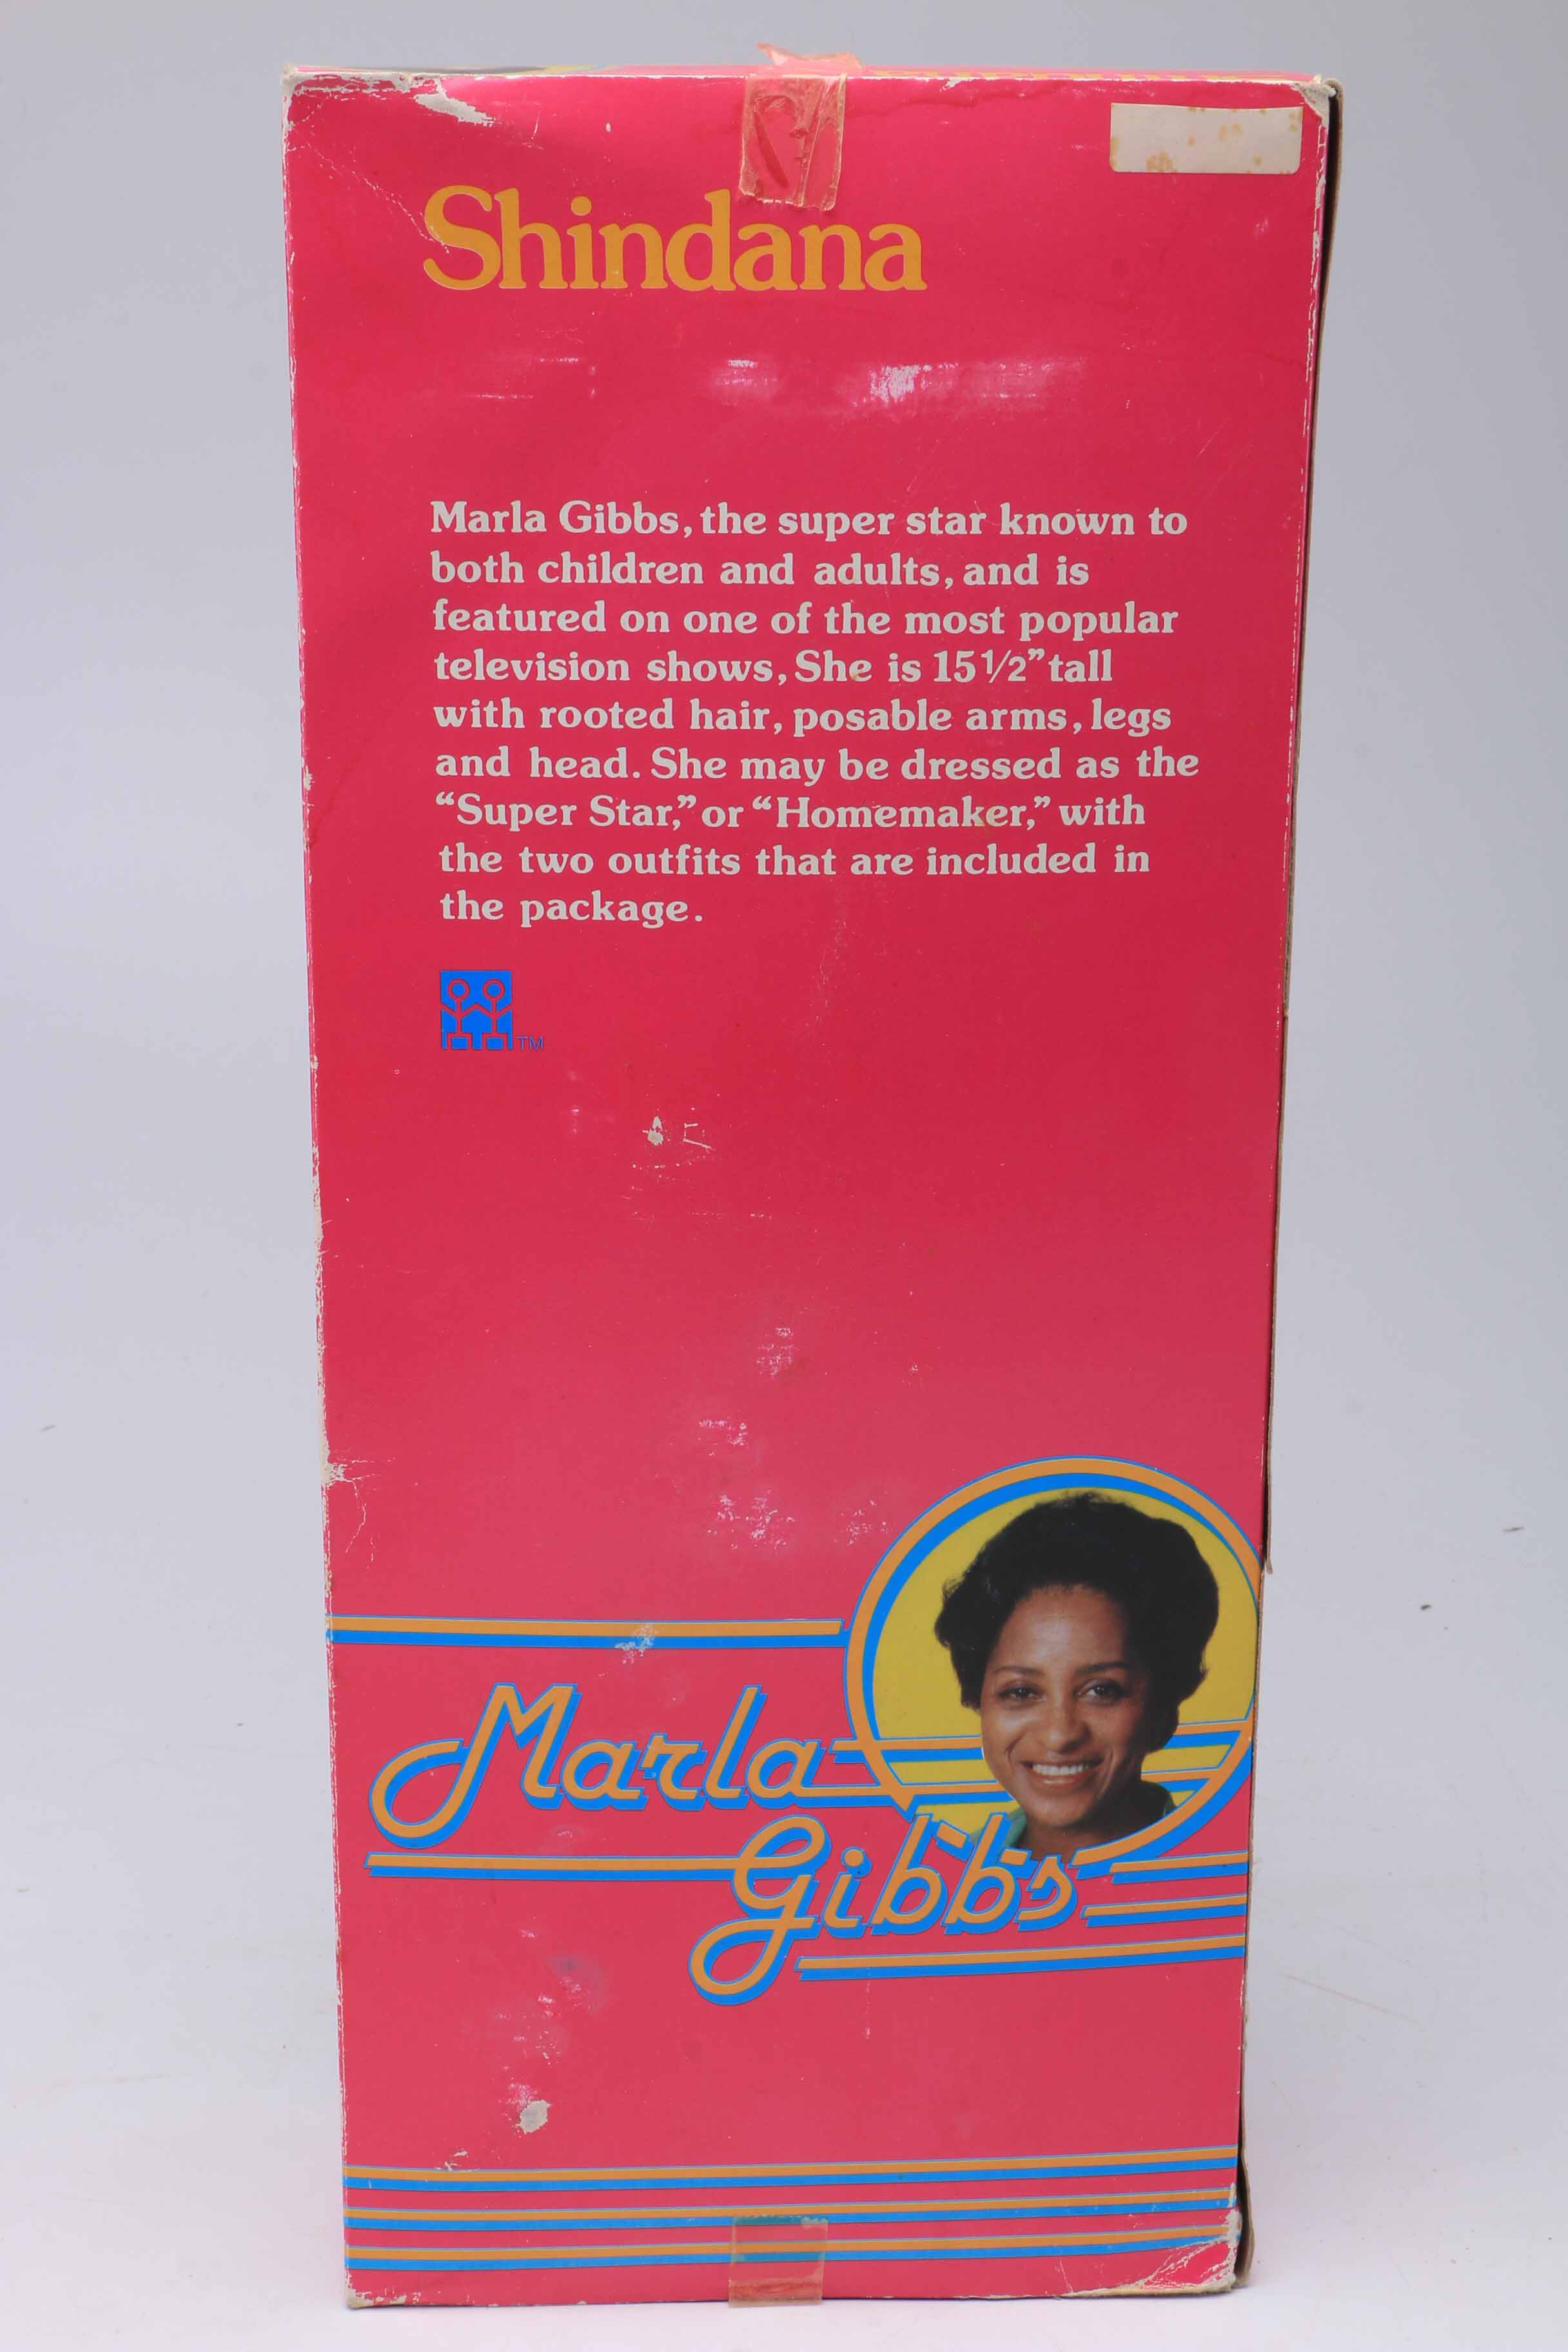 Shindana
Marla Gibbs, the super star known to
both children and adults, and is
featured on one of the most popular
television shows, She is 15½” tall
with rooted hair, posable arms, legs
and head. She may be dressed as the
“Super Star,” or “Homemaker,” with
the two outfits that are included in
the package.
TM
Marla
Gibbs